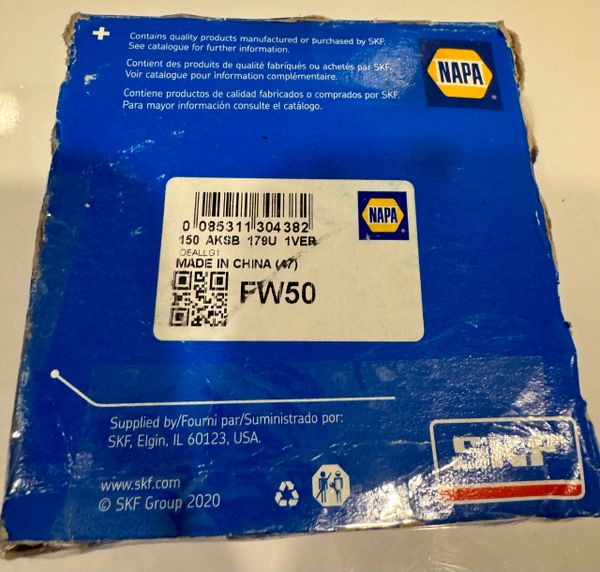 Contains quality products manufactured or purchased by SKF.
See catalogue for further information.
Contient des produits de qualité fabriqués ou achetés par SKF.
Voir catalogue pour information complémentaire.
Contiene productos de calidad fabricados o comprados por SKF.
Para mayor información consulte el catálogo.
NAPA
0 085311 304382
150 AKSB 179U 1VER
DEALLG1
MADE IN CHINA (47)
FW50
NAPA
Supplied by/Fourni par/Suministrado por:
SKF, Elgin, IL 60123, USA.
www.skf.com
© SKF Group 2020
SKF